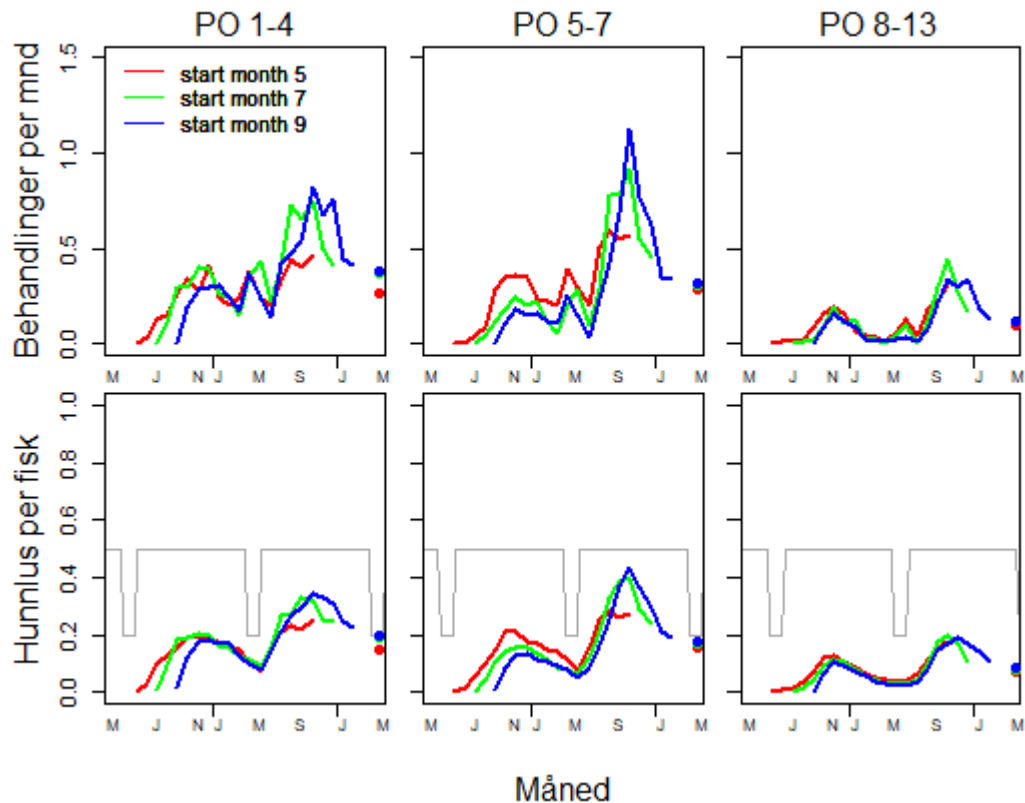 PO 1-4 PO 5-7 PO 8-13
Behandlinger per mnd
1.5
1.0
0.5
0.0
start month 5
start month 7
start month 9
M J N J M S J M
M J N J M S J M
M J N J M S J M
Hunnlus per fisk
1.0
0.8
0.6
0.4
0.2
0.0
M J N J M S J M
M J N J M S J M
M J N J M S J M
Måned